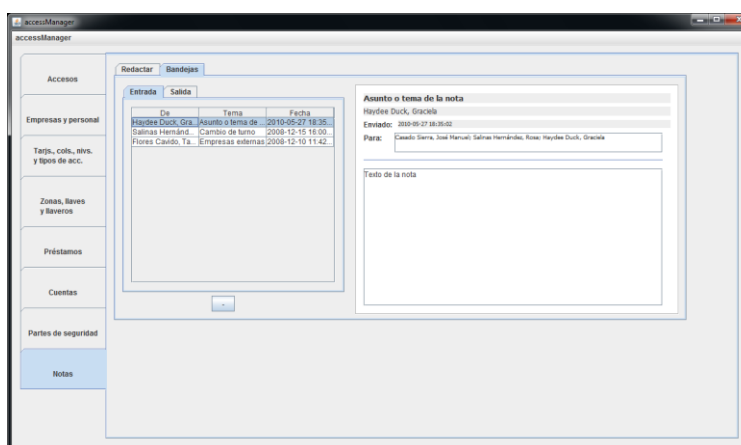 accessManager
accessManager
Accesos
Empresas y personal
Tarjs., cols., nivs.
y tipos de acc.
Zonas, llaves
y llaveros
Préstamos
Cuentas
Partes de seguridad
Notas
Redactar Bandejas
Entrada Salida
De Tema Fecha
Haydee Duck, Gra... Asunto o tema de ... 2010-05-27 18:35...
Salinas Hernánd... Cambio de turno 2008-12-15 16:00...
Flores Cavido, Ta... Empresas externas 2008-12-10 11:42...
-
Asunto o tema de la nota
Haydee Duck, Graciela
Enviado: 2010-05-27 18:35:02
Para: Casado Sierra, José Manuel; Salinas Hernández, Rosa; Haydee Duck, Graciela
Texto de la nota